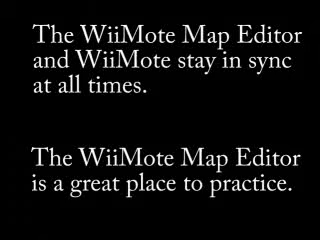 The WiiMote Map Editor
and WiiMote stay in sync
at all times.
The WiiMote Map Editor
is a great place to practice.